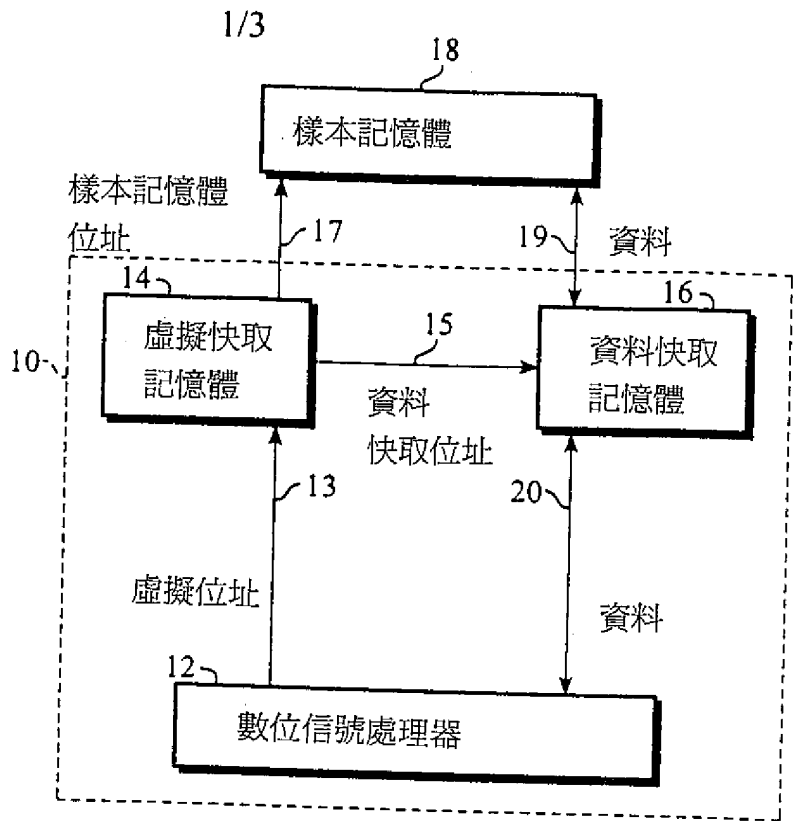 1/3
18
樣本記憶體
樣本記憶體
位址
17
19
資料
14
16
虛擬快取
記憶體
15
資料快取
記憶體
10
資料
快取位址
13
20
虛擬位址
資料
12
數位信號處理器